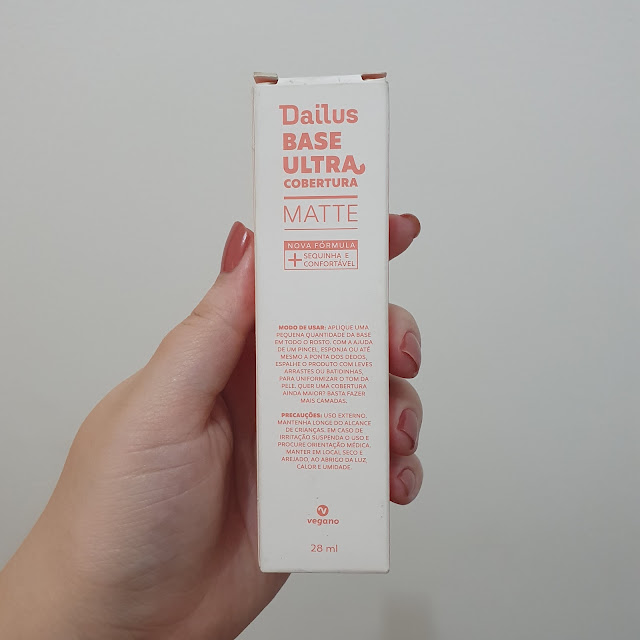 Dailus
BASE
ULTRA
COBERTURA
MATTE
NOVA FÓRMULA
+ SEQUINHA E
CONFORTÁVEL
MODO DE USAR: APLIQUE UMA
PEQUENA QUANTIDADE DA BASE
EM TODO O ROSTO. COM A AJUDA
DE UM PINCEL, ESPONJA OU ATÉ
MESMO A PONTA DOS DEDOS,
ESPALHE O PRODUTO COM LEVES
ARRASTES OU BATIDINHAS,
PARA UNIFORMIZAR O TOM DA
PELE. QUER UMA COBERTURA
AINDA MAIOR? BASTA FAZER
MAIS CAMADAS.
PRECAUÇÕES: USO EXTERNO.
MANTENHA LONGE DO ALCANCE
DE CRIANÇAS. EM CASO DE
IRRITAÇÃO SUSPENDA O USO E
PROCURE ORIENTAÇÃO MÉDICA.
MANTER EM LOCAL SECO E
AREJADO, AO ABRIGO DA LUZ,
CALOR E UMIDADE.
vegano
28 ml